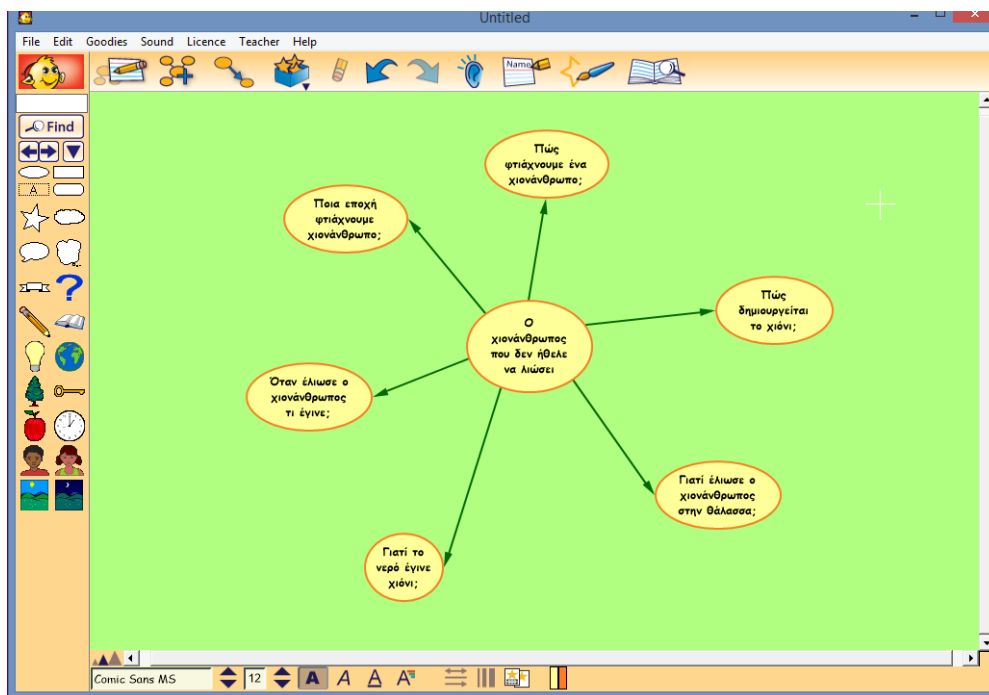 Untitled
File Edit Goodies Sound Licence Teacher Help
Name
Find
A
Πώς
φτιάχνουμε ένα
χιονάνθρωπο;
Ποια εποχή
φτιάχνουμε
χιονάνθρωπο;
Πώς
δημιουργείται
το χιόνι;
Ο
χιονάνθρωπος
που δεν ήθελε
να λιώσει
Όταν έλιωσε ο
χιονάνθρωπος
τι έγινε;
Γιατί έλιωσε ο
χιονάνθρωπος
στην θάλασσα;
Γιατί το
νερό έγινε
χιόνι;
Comic Sans MS 12 A A A A